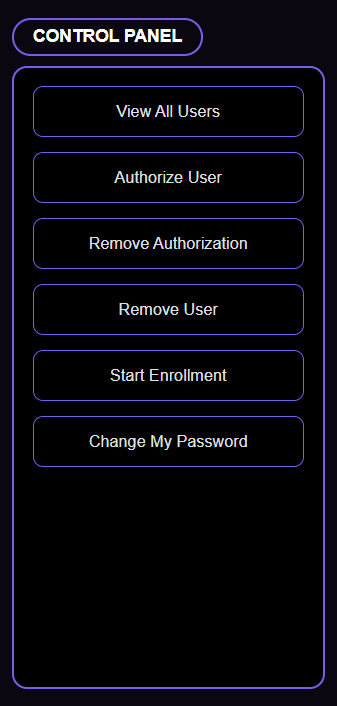 CONTROL PANEL
View All Users
Authorize User
Remove Authorization
Remove User
Start Enrollment
Change My Password